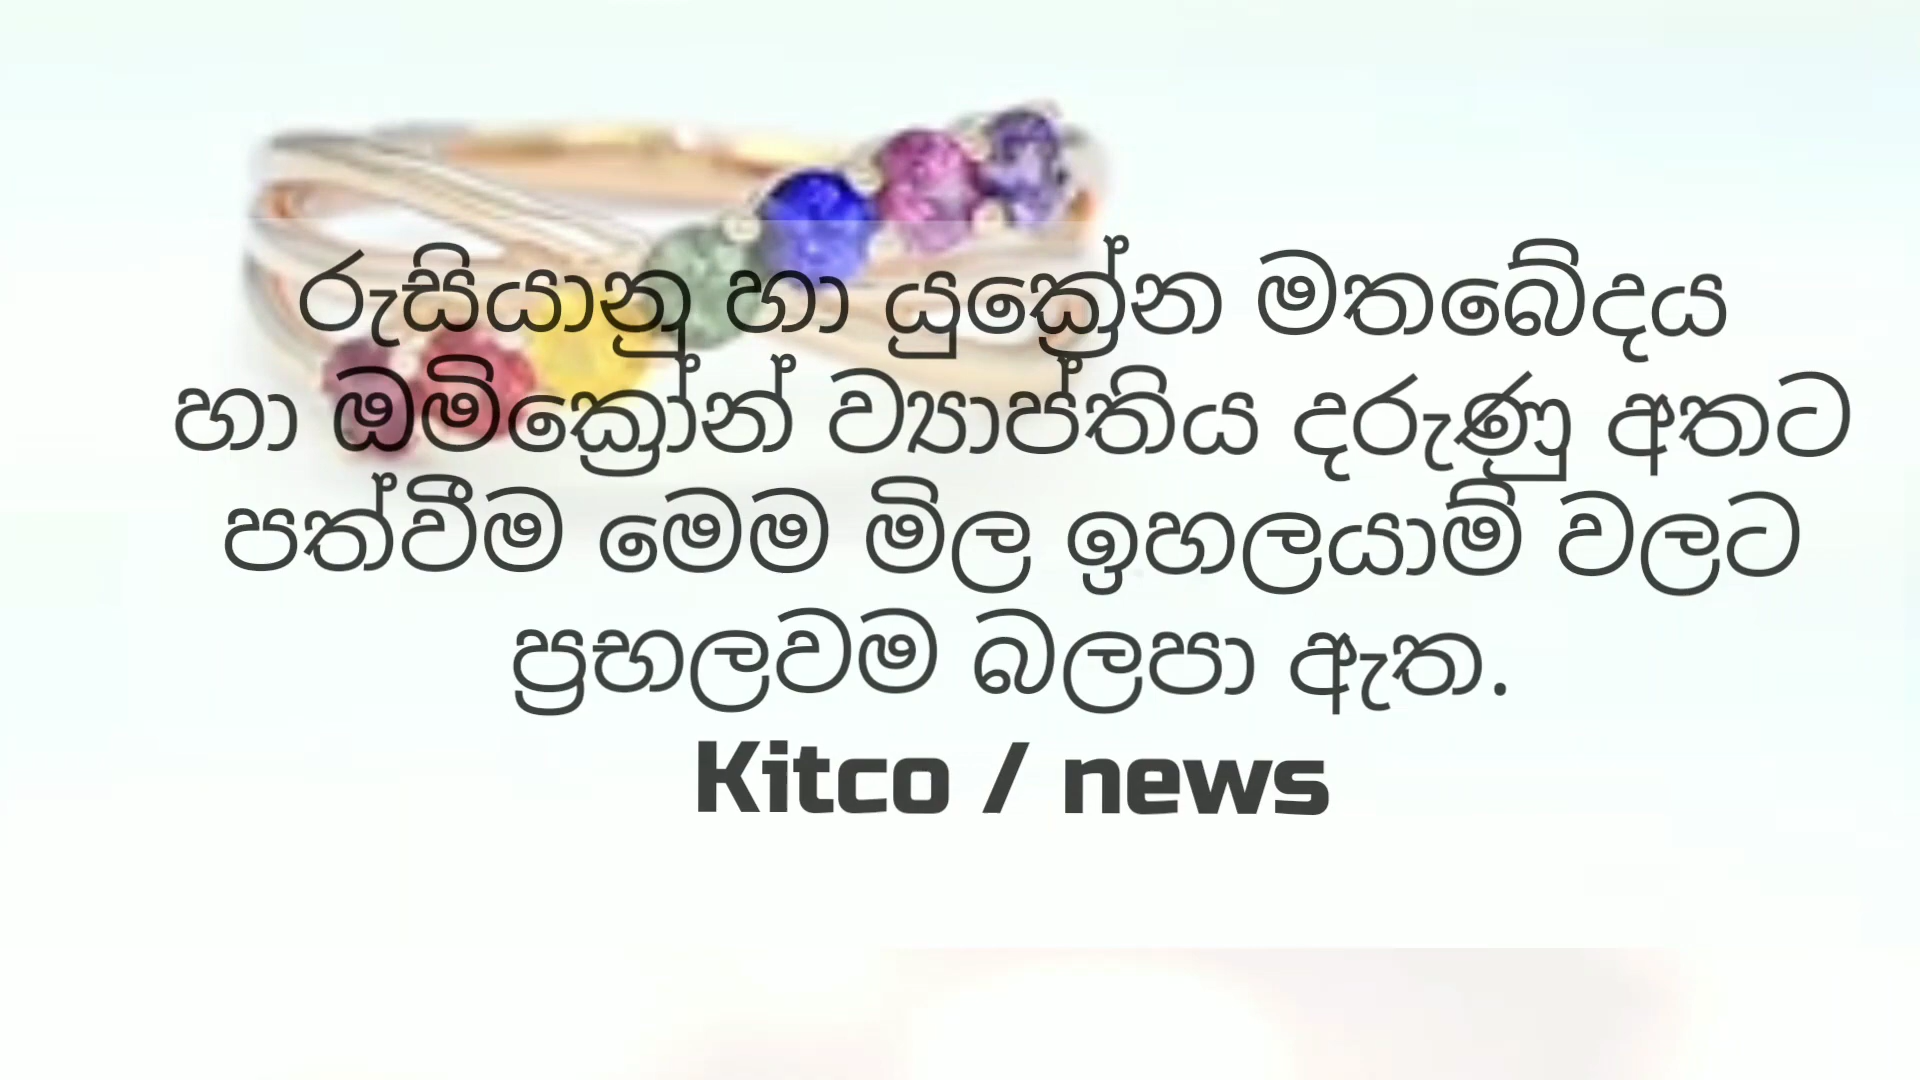 රුසියානු හා යුක්‍රේන මතබේදය
හා ඔමික්‍රෝන් ව්‍යාප්තිය දරුණු අතට
පත්වීම මෙම මිල ඉහලයාම් වලට
ප්‍රභලවම බලපා ඇත.
Kitco / news